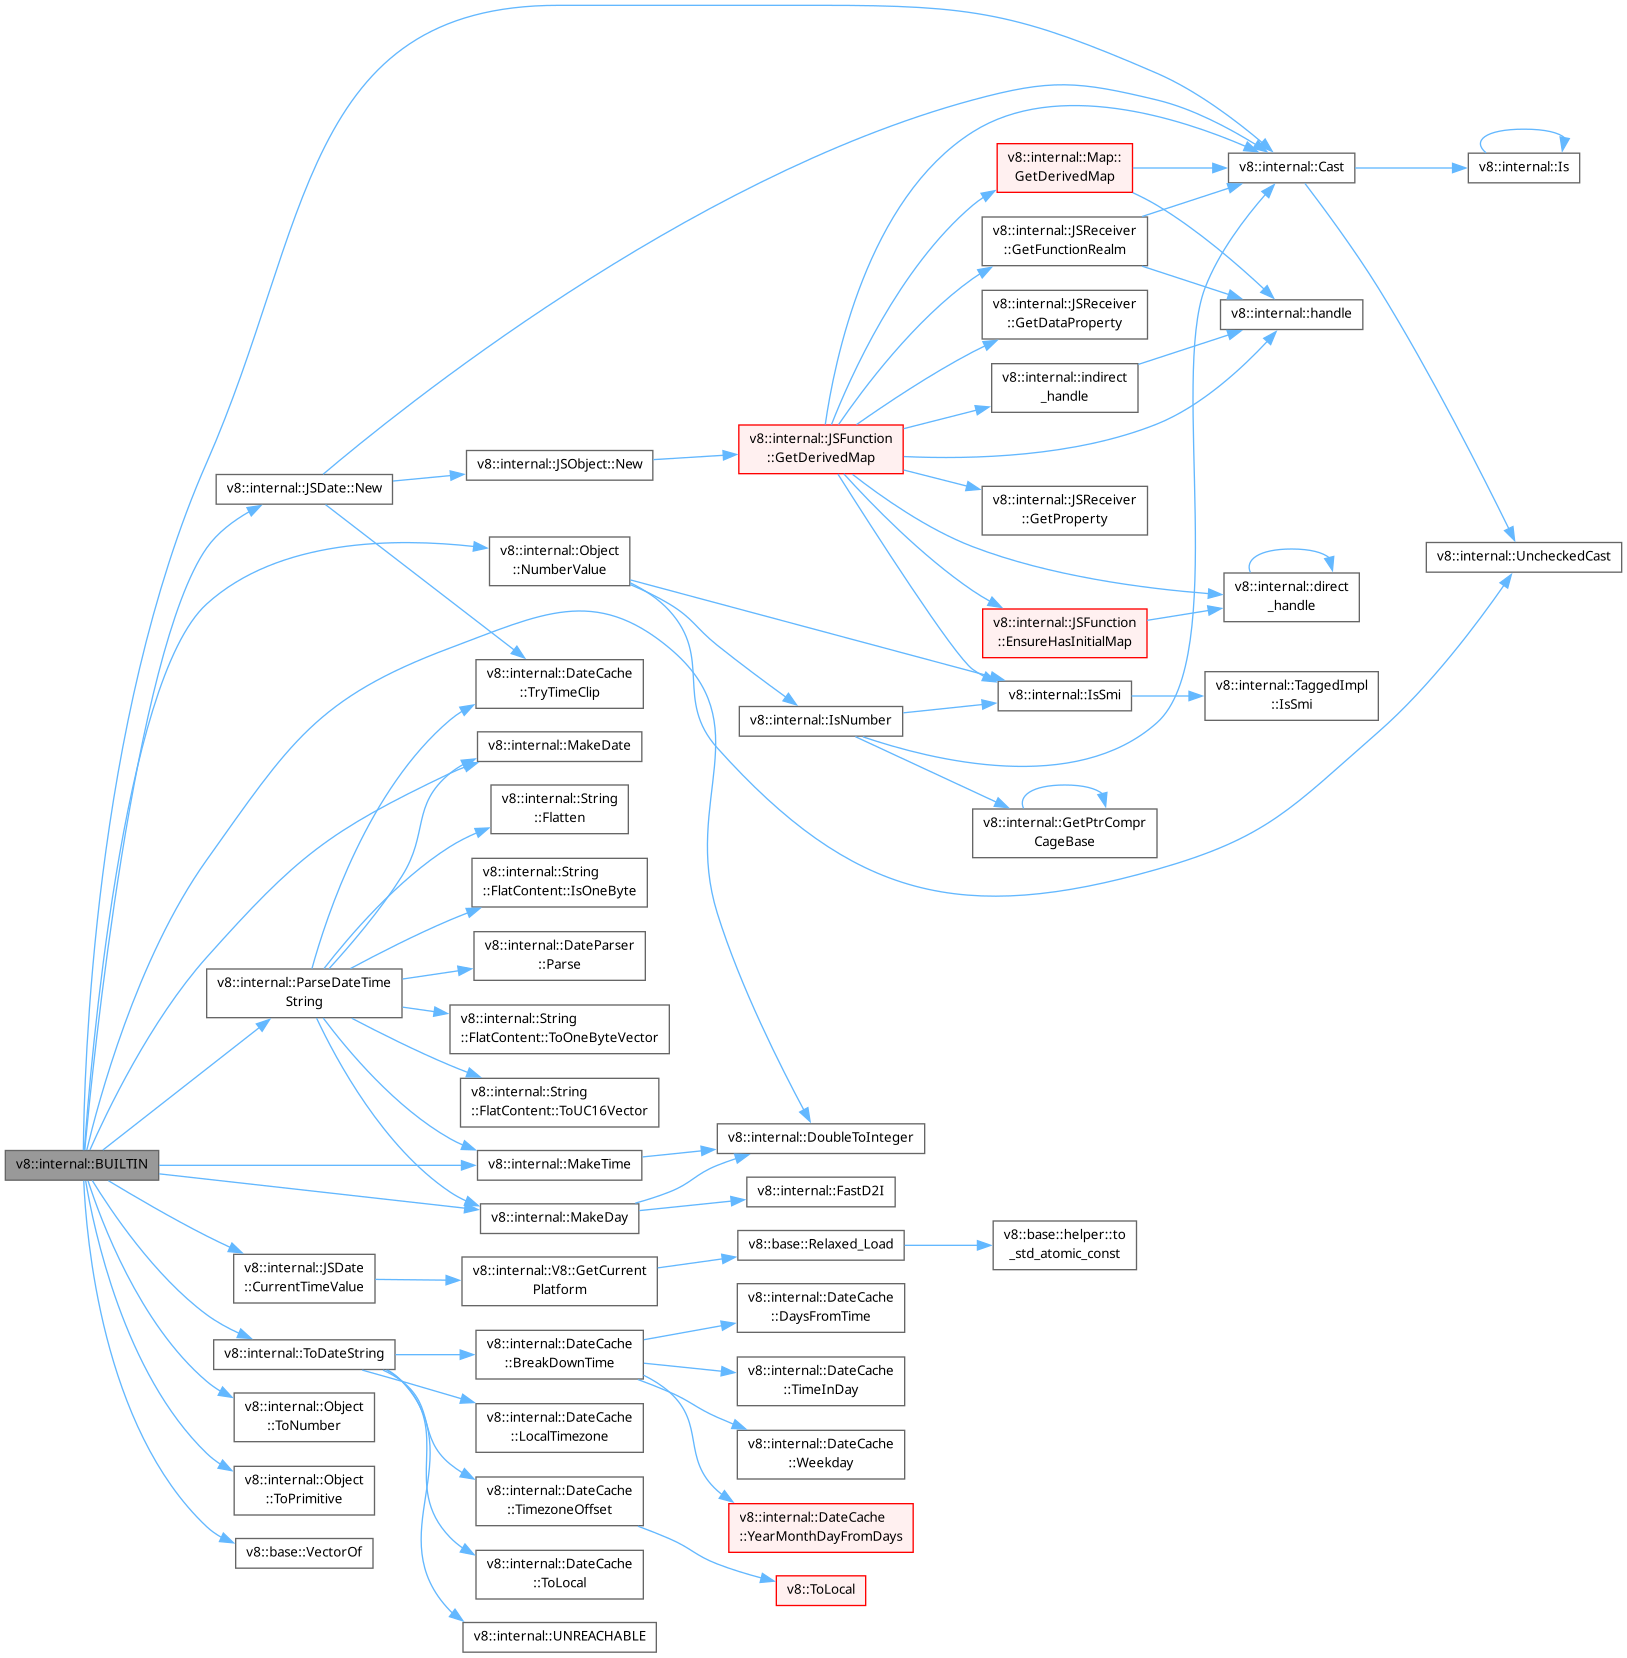 v8::internal::BUILTIN
v8::internal::JSDate::New
v8::internal::ParseDateTime
String
v8::internal::JSDate
::CurrentTimeValue
v8::internal::ToDateString
v8::internal::Object
::ToNumber
v8::internal::Object
::ToPrimitive
v8::base::VectorOf
v8::internal::JSObject::New
v8::internal::Object
::NumberValue
v8::internal::DateCache
::TryTimeClip
v8::internal::MakeDate
v8::internal::String
::Flatten
v8::internal::String
::FlatContent::IsOneByte
v8::internal::DateParser
::Parse
v8::internal::String
::FlatContent::ToOneByteVector
v8::internal::String
::FlatContent::ToUC16Vector
v8::internal::MakeTime
v8::internal::MakeDay
v8::internal::V8::GetCurrent
Platform
v8::internal::DateCache
::BreakDownTime
v8::internal::DateCache
::LocalTimezone
v8::internal::DateCache
::TimezoneOffset
v8::internal::DateCache
::ToLocal
v8::internal::UNREACHABLE
v8::internal::JSFunction
::GetDerivedMap
v8::internal::IsNumber
v8::internal::DoubleToInteger
v8::internal::FastD2I
v8::base::Relaxed_Load
v8::internal::DateCache
::DaysFromTime
v8::internal::DateCache
::TimeInDay
v8::internal::DateCache
::Weekday
v8::internal::DateCache
::YearMonthDayFromDays
v8::ToLocal
v8::internal::Map::
GetDerivedMap
v8::internal::JSReceiver
::GetFunctionRealm
v8::internal::JSReceiver
::GetDataProperty
v8::internal::indirect
_handle
v8::internal::JSReceiver
::GetProperty
v8::internal::JSFunction
::EnsureHasInitialMap
v8::internal::IsSmi
v8::internal::GetPtrCompr
CageBase
v8::base::helper::to
_std_atomic_const
v8::internal::Cast
v8::internal::handle
v8::internal::direct
_handle
v8::internal::TaggedImpl
::IsSmi
v8::internal::Is
v8::internal::UncheckedCast